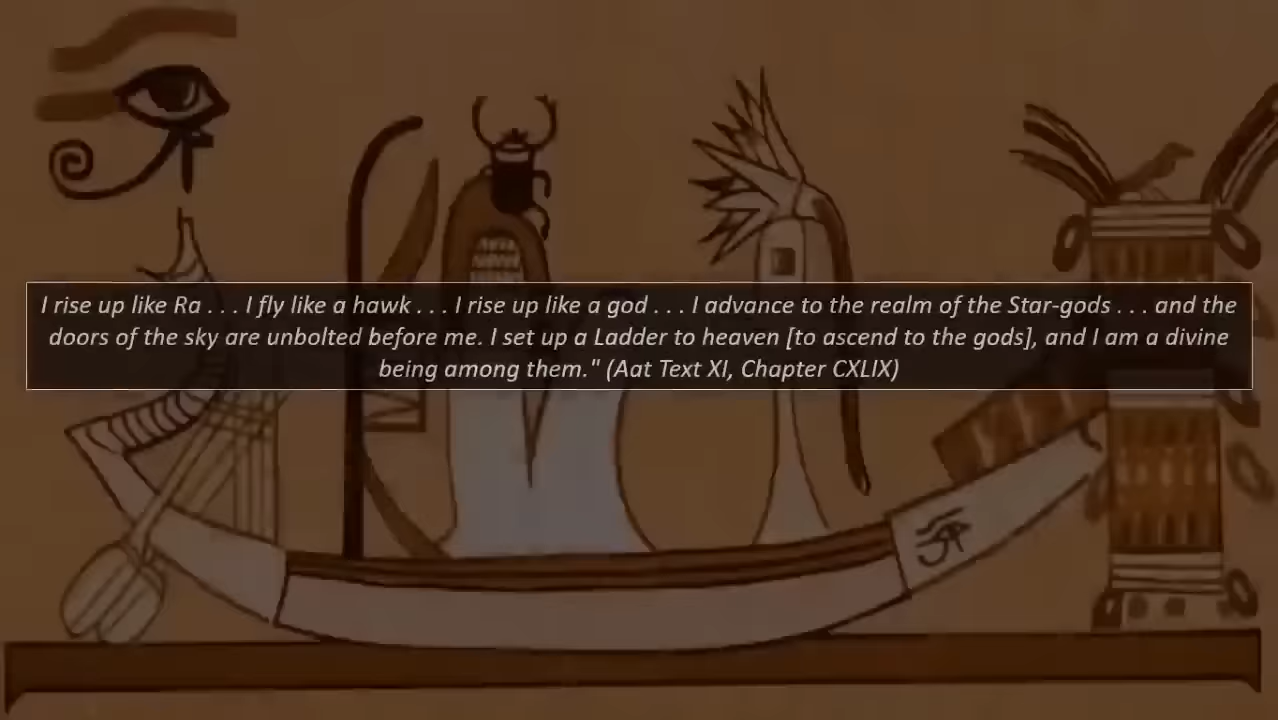 I rise up like Ra . . . I fly like a hawk . . . I rise up like a god . . . I advance to the realm of the Star-gods . . . and the
doors of the sky are unbolted before me. I set up a Ladder to heaven [to ascend to the gods], and I am a divine
being among them." (Aat Text XI, Chapter CXLIX)